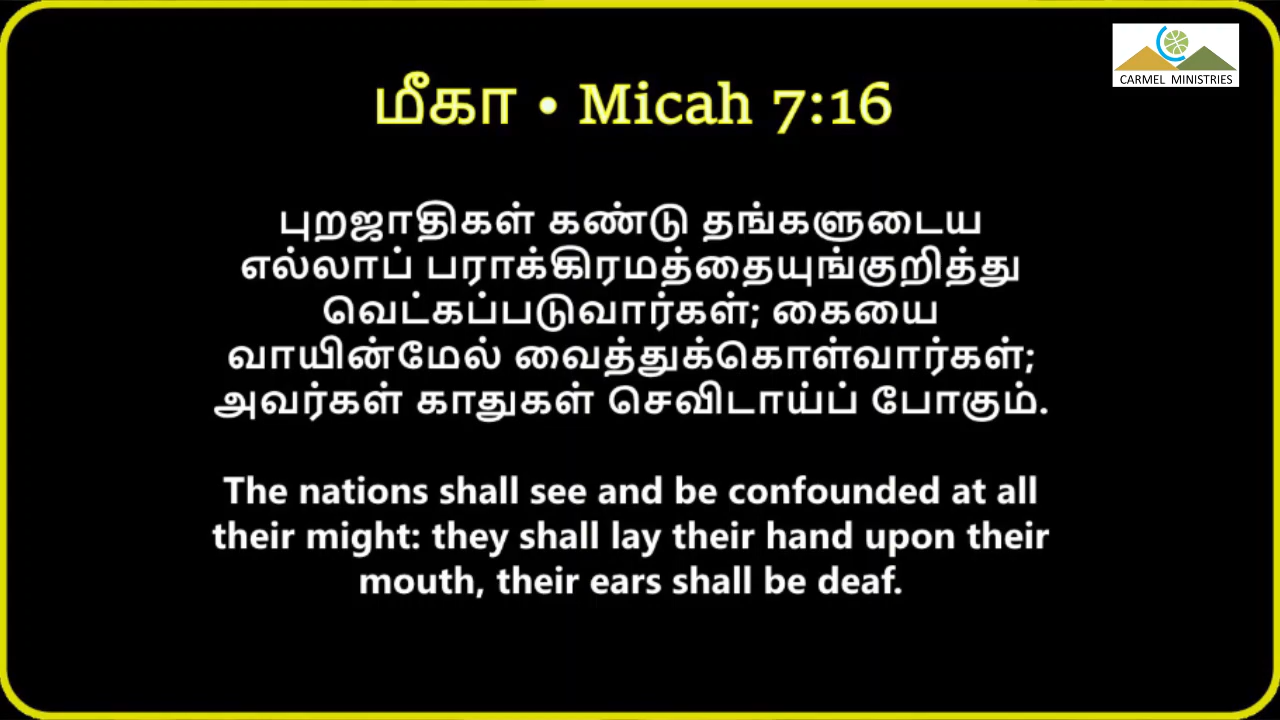 CARMEL MINISTRIES
மீகா • Micah 7:16
புறஜாதிகள் கண்டு தங்களுடைய
எல்லாப் பராக்கிரமத்தையுங்குறித்து
வெட்கப்படுவார்கள்; கையை
வாயின்மேல் வைத்துக்கொள்வார்கள்;
அவர்கள் காதுகள் செவிடாய்ப் போகும்.
The nations shall see and be confounded at all
their might: they shall lay their hand upon their
mouth, their ears shall be deaf.